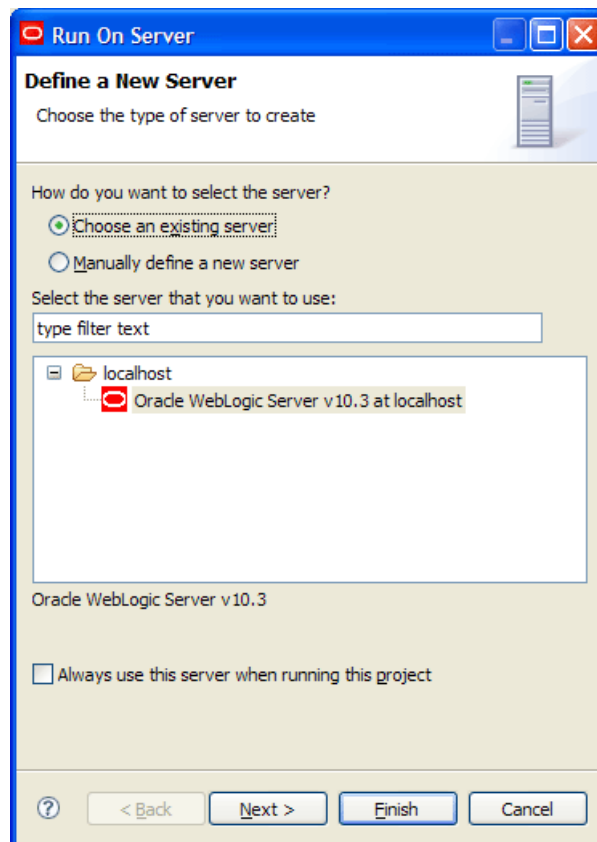 Run On Server
Define a New Server
Choose the type of server to create
How do you want to select the server?
Choose an existing server
Manually define a new server
Select the server that you want to use:
type filter text
localhost
Oracle WebLogic Server v10.3 at localhost
Oracle WebLogic Server v10.3
Always use this server when running this project
? < Back Next > Finish Cancel